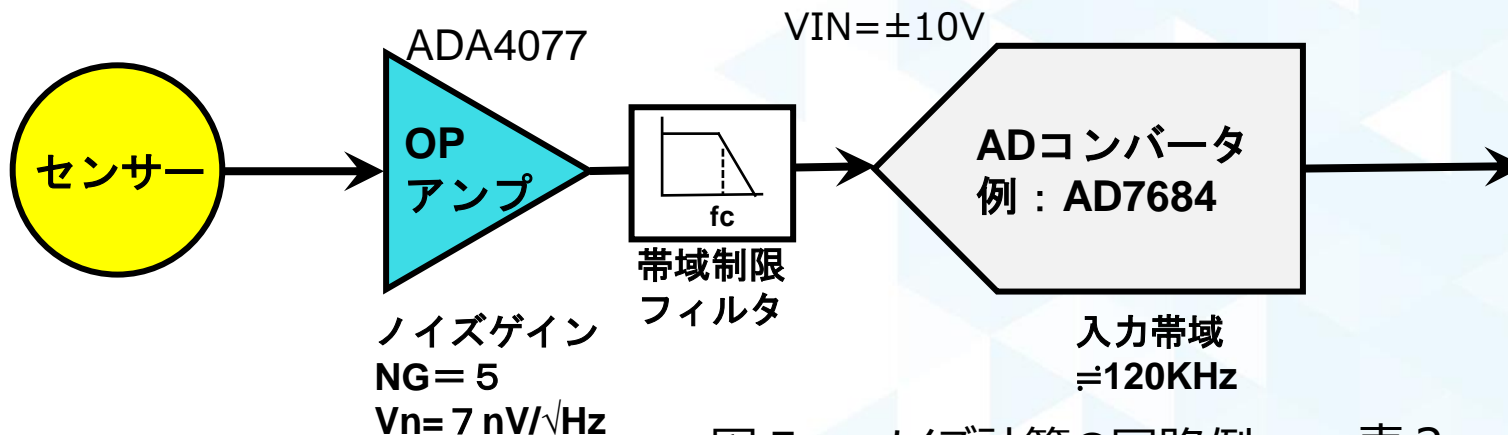 ADA4077
VIN=±10V
センサー
OP
アンプ
fc
帯域制限
フィルタ
ADコンバータ
例：AD7684
ノイズゲイン
NG＝５
Vn=７nV/√Hz
入力帯域
≒120KHz